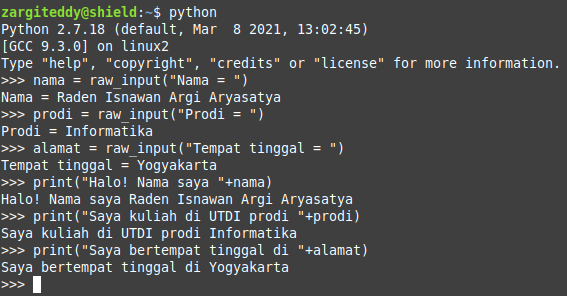 zargiteddy@shield:~$ python
Python 2.7.18 (default, Mar  8 2021, 13:02:45)
[GCC 9.3.0] on linux2
Type "help", "copyright", "credits" or "license" for more information.
>>> nama = raw_input("Nama = ")
Nama = Raden Isnawan Argi Aryasatya
>>> prodi = raw_input("Prodi = ")
Prodi = Informatika
>>> alamat = raw_input("Tempat tinggal = ")
Tempat tinggal = Yogyakarta
>>> print("Halo! Nama saya "+nama)
Halo! Nama saya Raden Isnawan Argi Aryasatya
>>> print("Saya kuliah di UTDI prodi "+prodi)
Saya kuliah di UTDI prodi Informatika
>>> print("Saya bertempat tinggal di "+alamat)
Saya bertempat tinggal di Yogyakarta
>>>